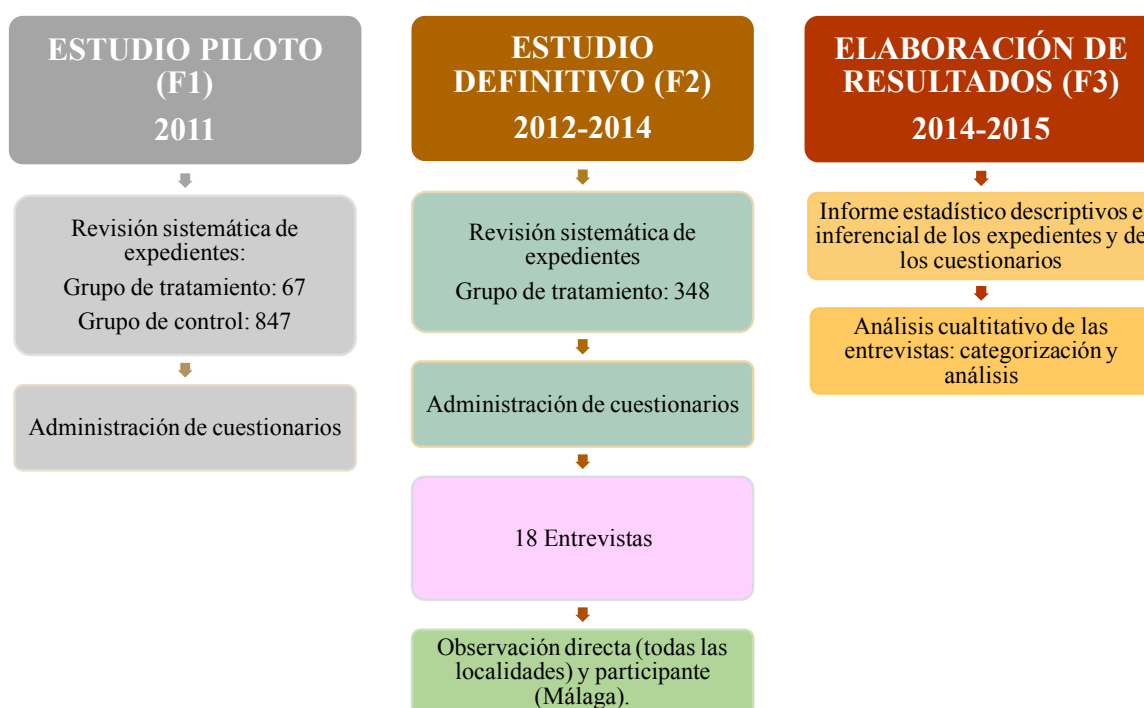 ESTUDIO PILOTO
(F1)
2011
Revisión sistemática de
expedientes:
Grupo de tratamiento: 67
Grupo de control: 847
Administración de cuestionarios
ESTUDIO
DEFINITIVO (F2)
2012-2014
Revisión sistemática de
expedientes
Grupo de tratamiento: 348
Administración de cuestionarios
18 Entrevistas
Observación directa (todas las
localidades) y participante
(Málaga).
ELABORACIÓN DE
RESULTADOS (F3)
2014-2015
Informe estadístico descriptivos e
inferencial de los expedientes y de
los cuestionarios
Análisis cualtitativo de las
entrevistas: categorización y
análisis